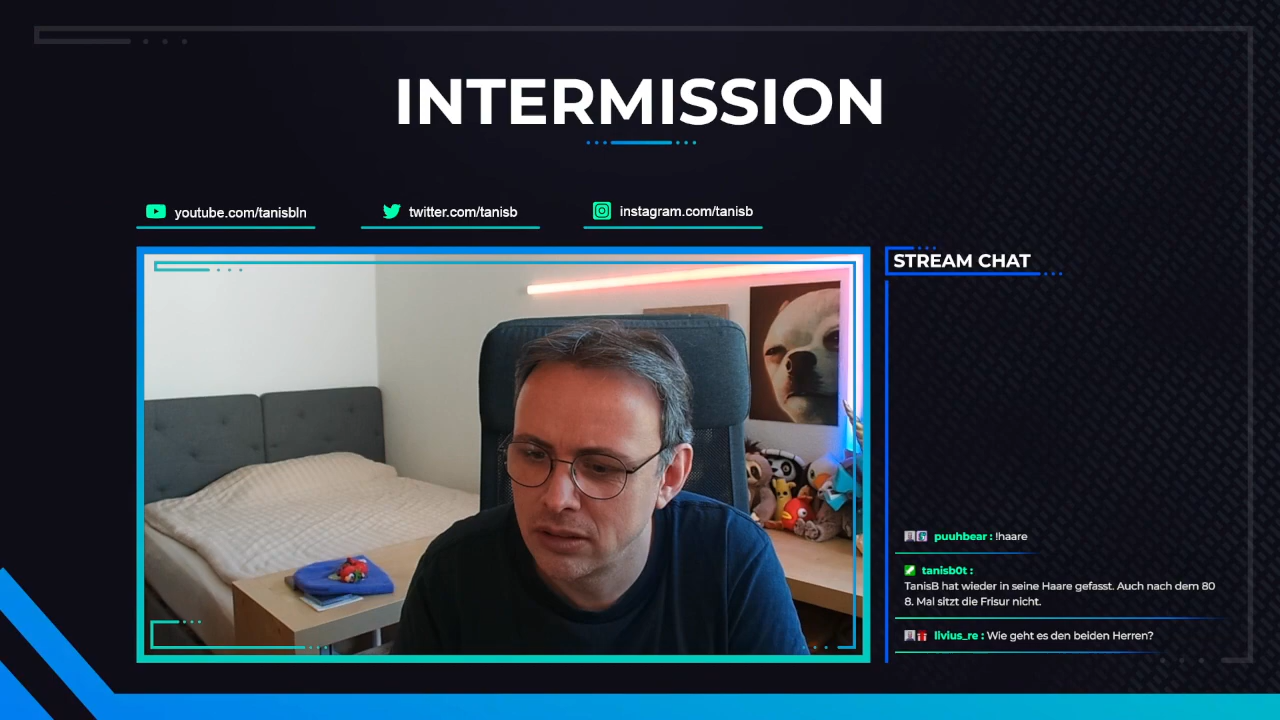 INTERMISSION
youtube.com/tanisbln
twitter.com/tanisb
instagram.com/tanisb
STREAM CHAT
puuhbear : !haare
tanisb0t :
TanisB hat wieder in seine Haare gefasst. Auch nach dem 80
8. Mal sitzt die Frisur nicht.
livius_re : Wie geht es den beiden Herren?